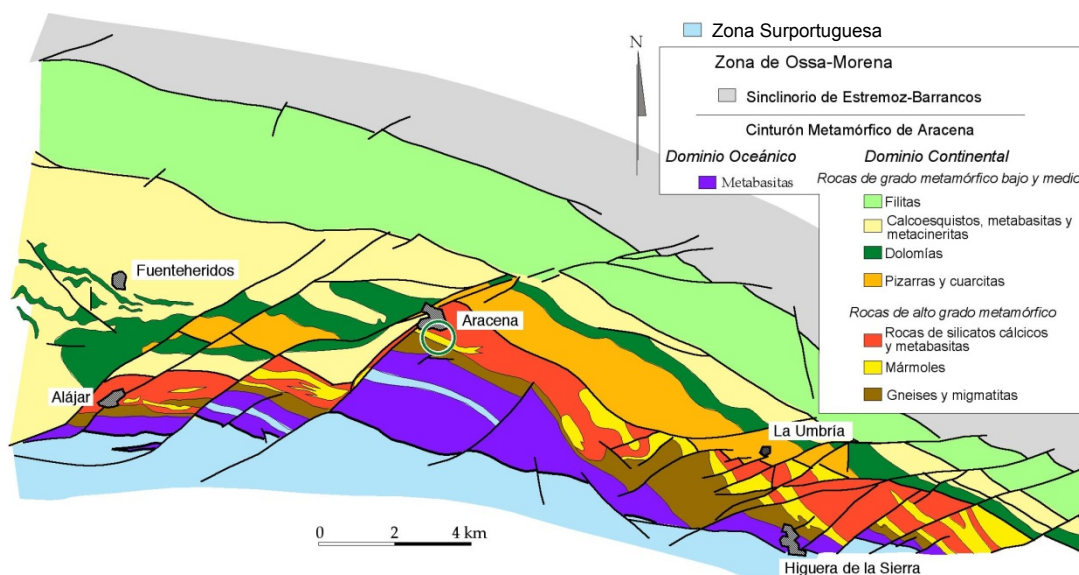 Zona Surportuguesa
N
Zona de Ossa-Morena
Sinclinorio de Estremoz-Barrancos
Cinturón Metamórfico de Aracena
Dominio Oceánico
Metabasitas
Dominio Continental
Rocas de grado metamórfico bajo y medio
Filitas
Calcoesquistos, metabasitas y
metacineritas
Dolomías
Pizarras y cuarcitas
Rocas de alto grado metamórfico
Rocas de silicatos cálcicos
y metabasitas
Mármoles
Gneises y migmatitas
Fuenteheridos
Aracena
Alájar
La Umbría
0 2 4 km
Higuera de la Sierra